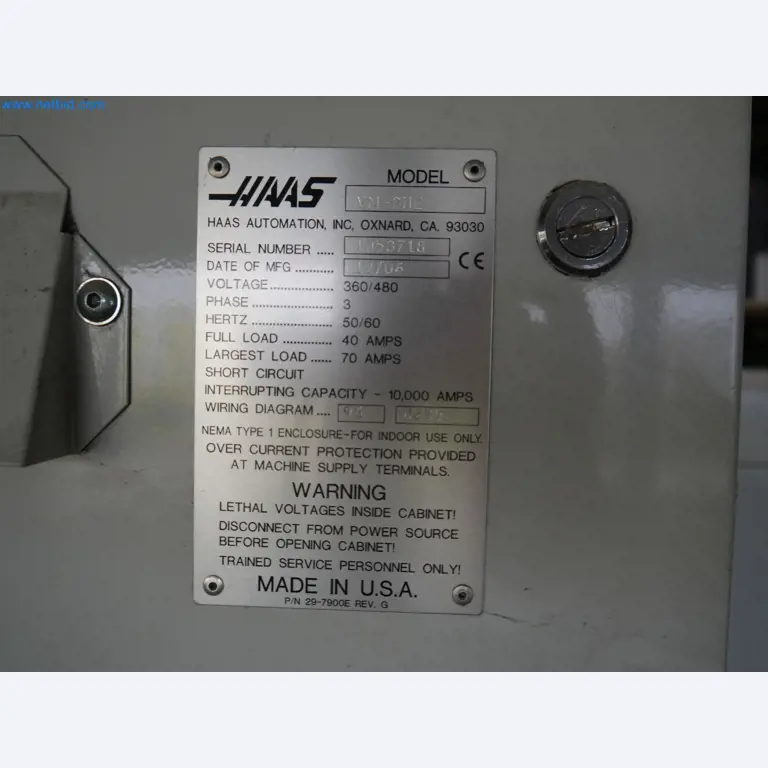 HAAS MODEL
HAAS AUTOMATION, INC, OXNARD, CA. 93030
SERIAL NUMBER .....
DATE OF MFG ........... CE
VOLTAGE...................... 360/480
PHASE ........................... 3
HERTZ ........................... 50/60
FULL LOAD ............... 40 AMPS
LARGEST LOAD ...... 70 AMPS
SHORT CIRCUIT
INTERRUPTING CAPACITY - 10,000 AMPS
WIRING DIAGRAM ....
NEMA TYPE 1 ENCLOSURE-FOR INDOOR USE ONLY.
OVER CURRENT PROTECTION PROVIDED
AT MACHINE SUPPLY TERMINALS.
WARNING
LETHAL VOLTAGES INSIDE CABINET!
DISCONNECT FROM POWER SOURCE
BEFORE OPENING CABINET!
TRAINED SERVICE PERSONNEL ONLY!
MADE IN U.S.A.
P/N 29-7900E REV. G